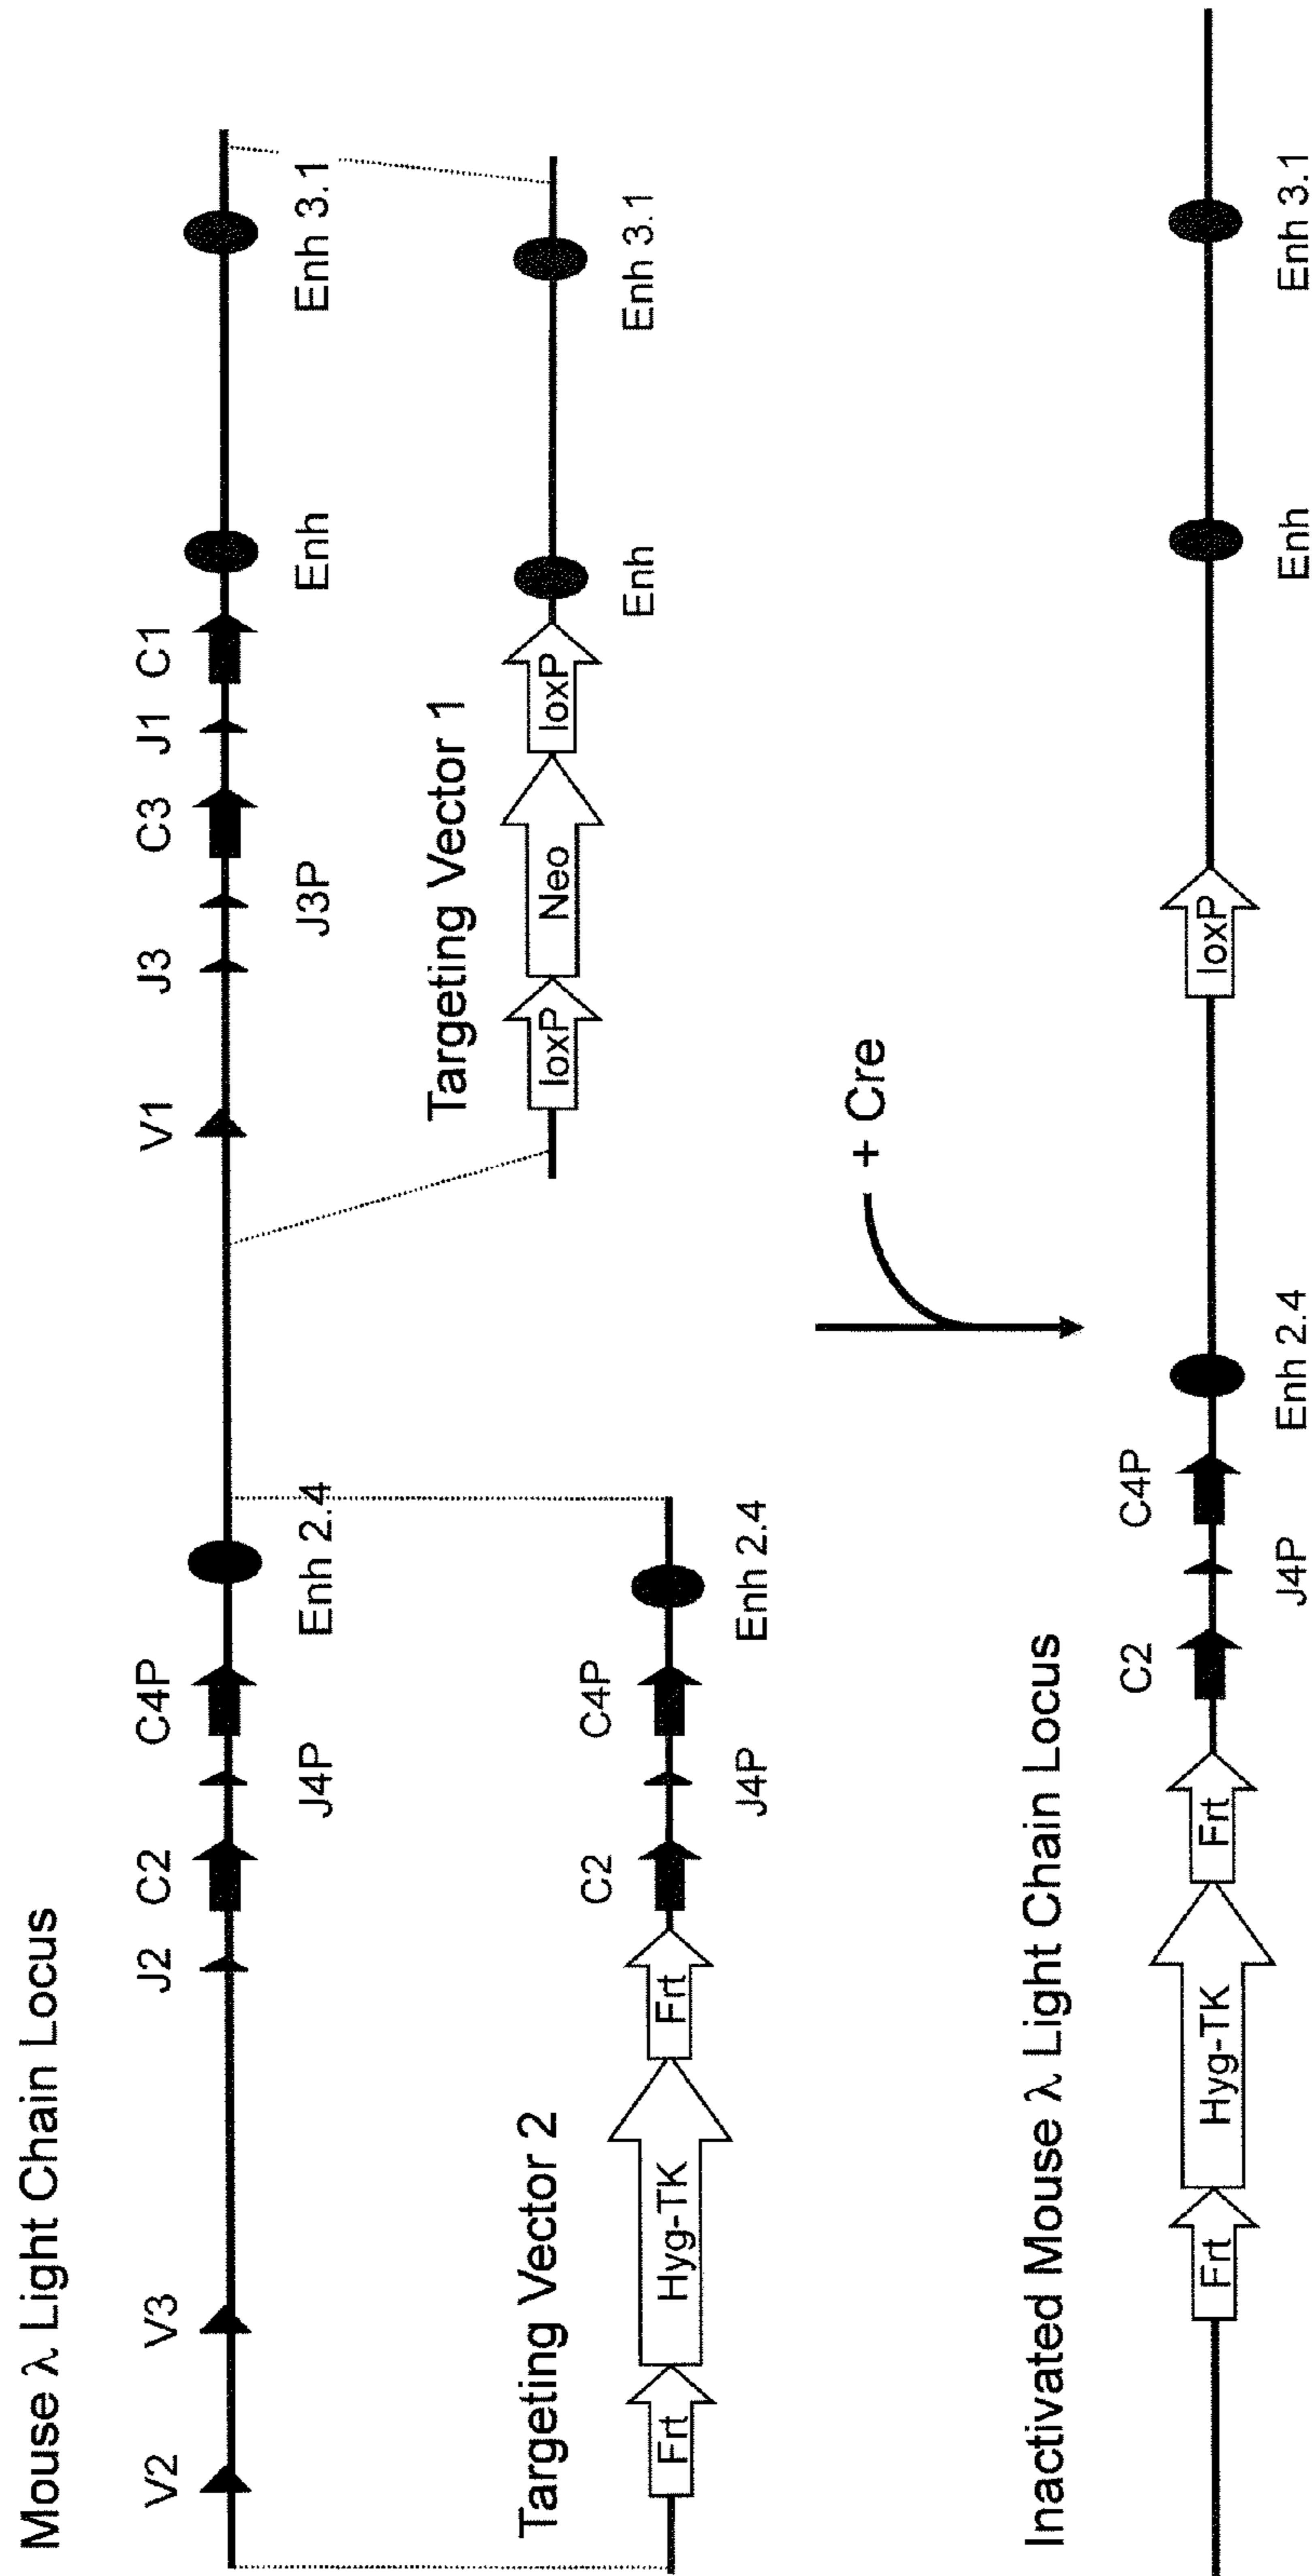 Mouse λ Light Chain Locus
V2 V3 J2 C2 C4P V1 J3 C3 J1 C1
J4P Enh 2.4 J3P Enh Enh 3.1
Targeting Vector 1
loxP Neo loxP
Enh Enh 3.1
Targeting Vector 2
C2 C4P
Frt Hyg-TK Frt
J4P Enh 2.4
+ Cre
Inactivated Mouse λ Light Chain Locus
C2 C4P
Frt Hyg-TK Frt loxP
J4P Enh 2.4 Enh Enh 3.1